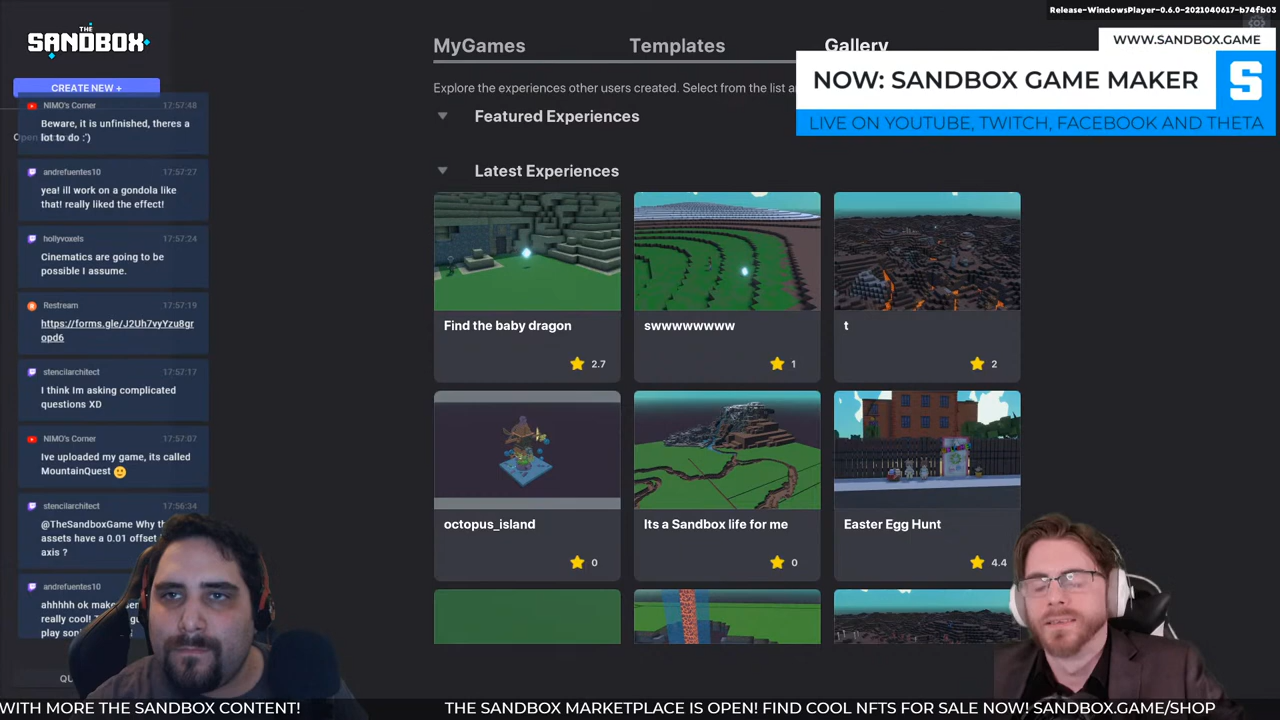 Release-WindowsPlayer-0.6.0-2021040617-b74fb03
THE
SANDBOX
MyGames
Templates
Gallery
WWW.SANDBOX.GAME
NOW: SANDBOX GAME MAKER
S
LIVE ON YOUTUBE, TWITCH, FACEBOOK AND THETA
CREATE NEW +
Explore the experiences other users created. Select from the list a
Featured Experiences
Latest Experiences
NIMO's Corner 17:57:48
Beware, it is unfinished, theres a
lot to do :')
andrefuentes10 17:57:27
yea! ill work on a gondola like
that! really liked the effect!
hollyvoxels 17:57:24
Cinematics are going to be
possible I assume.
Restream 17:57:19
https://forms.gle/J2Uh7vyYzu8gr
opd6
stencilarchitect 17:57:17
I think Im asking complicated
questions XD
NIMO's Corner 17:57:07
Ive uploaded my game, its called
MountainQuest
stencilarchitect 17:56:34
@TheSandboxGame Why th
assets have a 0.01 offset
axis ?
andrefuentes10
ahhhhh ok make
really cool!
play son
QU
Find the baby dragon
2.7
swwwwwwww
1
t
2
octopus_island
0
Its a Sandbox life for me
0
Easter Egg Hunt
4.4
WITH MORE THE SANDBOX CONTENT!
THE SANDBOX MARKETPLACE IS OPEN! FIND COOL NFTS FOR SALE NOW! SANDBOX.GAME/SHOP